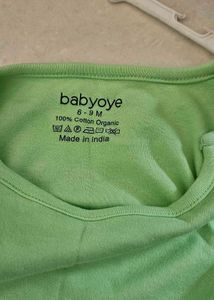 babyoye
6 - 9 M
100% Cotton Organic
Made in India